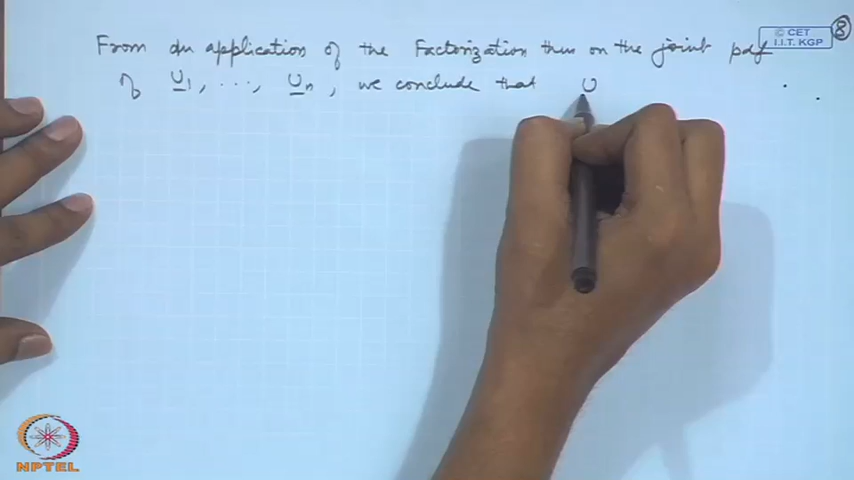 From an application of the Factorization thm on the joint pdf
of U1, ..., Un, we conclude that U
© CET
I.I.T. KGP
8
NPTEL